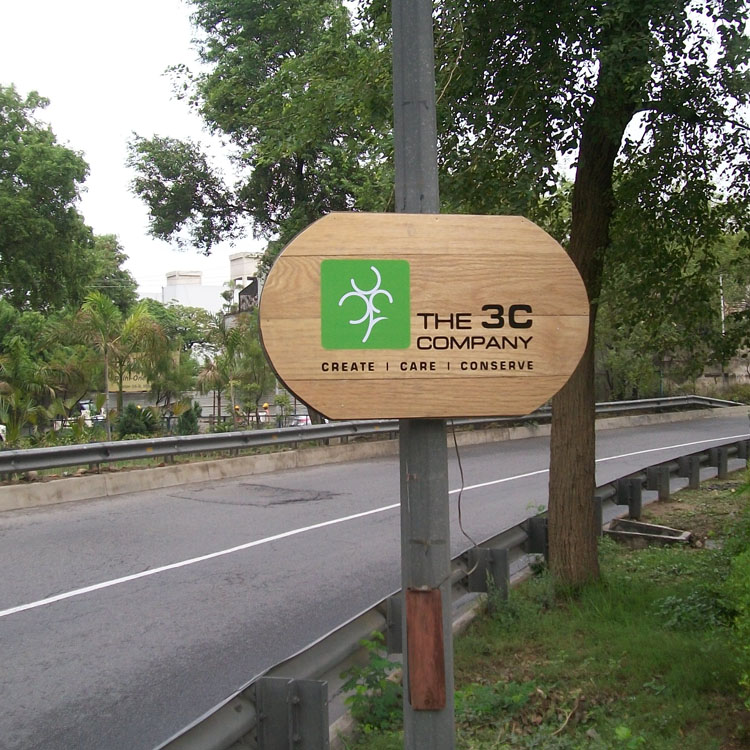 THE 3C
COMPANY
CREATE | CARE | CONSERVE